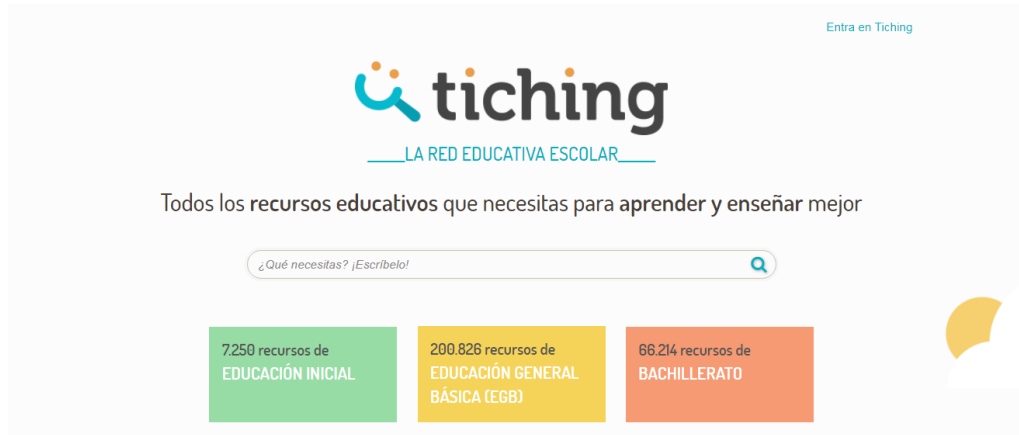 Entra en Tiching
tiching
LA RED EDUCATIVA ESCOLAR
Todos los recursos educativos que necesitas para aprender y enseñar mejor
¿Qué necesitas? ¡Escríbelo!
7.250 recursos de
EDUCACIÓN INICIAL
200.826 recursos de
EDUCACIÓN GENERAL
BÁSICA (EGB)
66.214 recursos de
BACHILLERATO